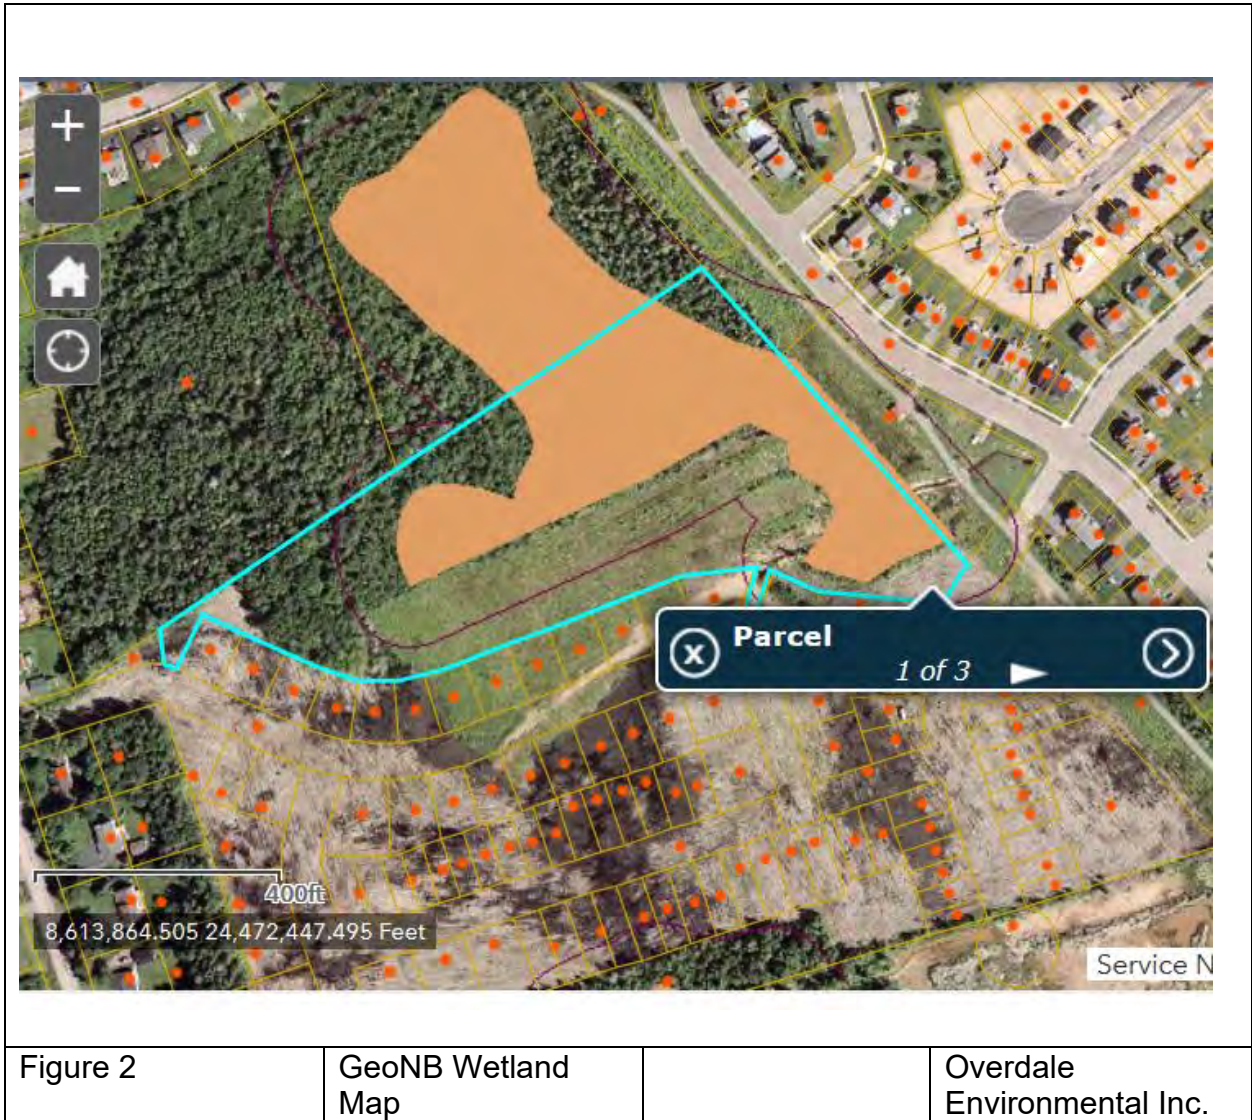 +
−
Parcel
x
1 of 3
400ft
8,613,864.505 24,472,447.495 Feet
Service N
Figure 2
GeoNB Wetland
Map
Overdale
Environmental Inc.